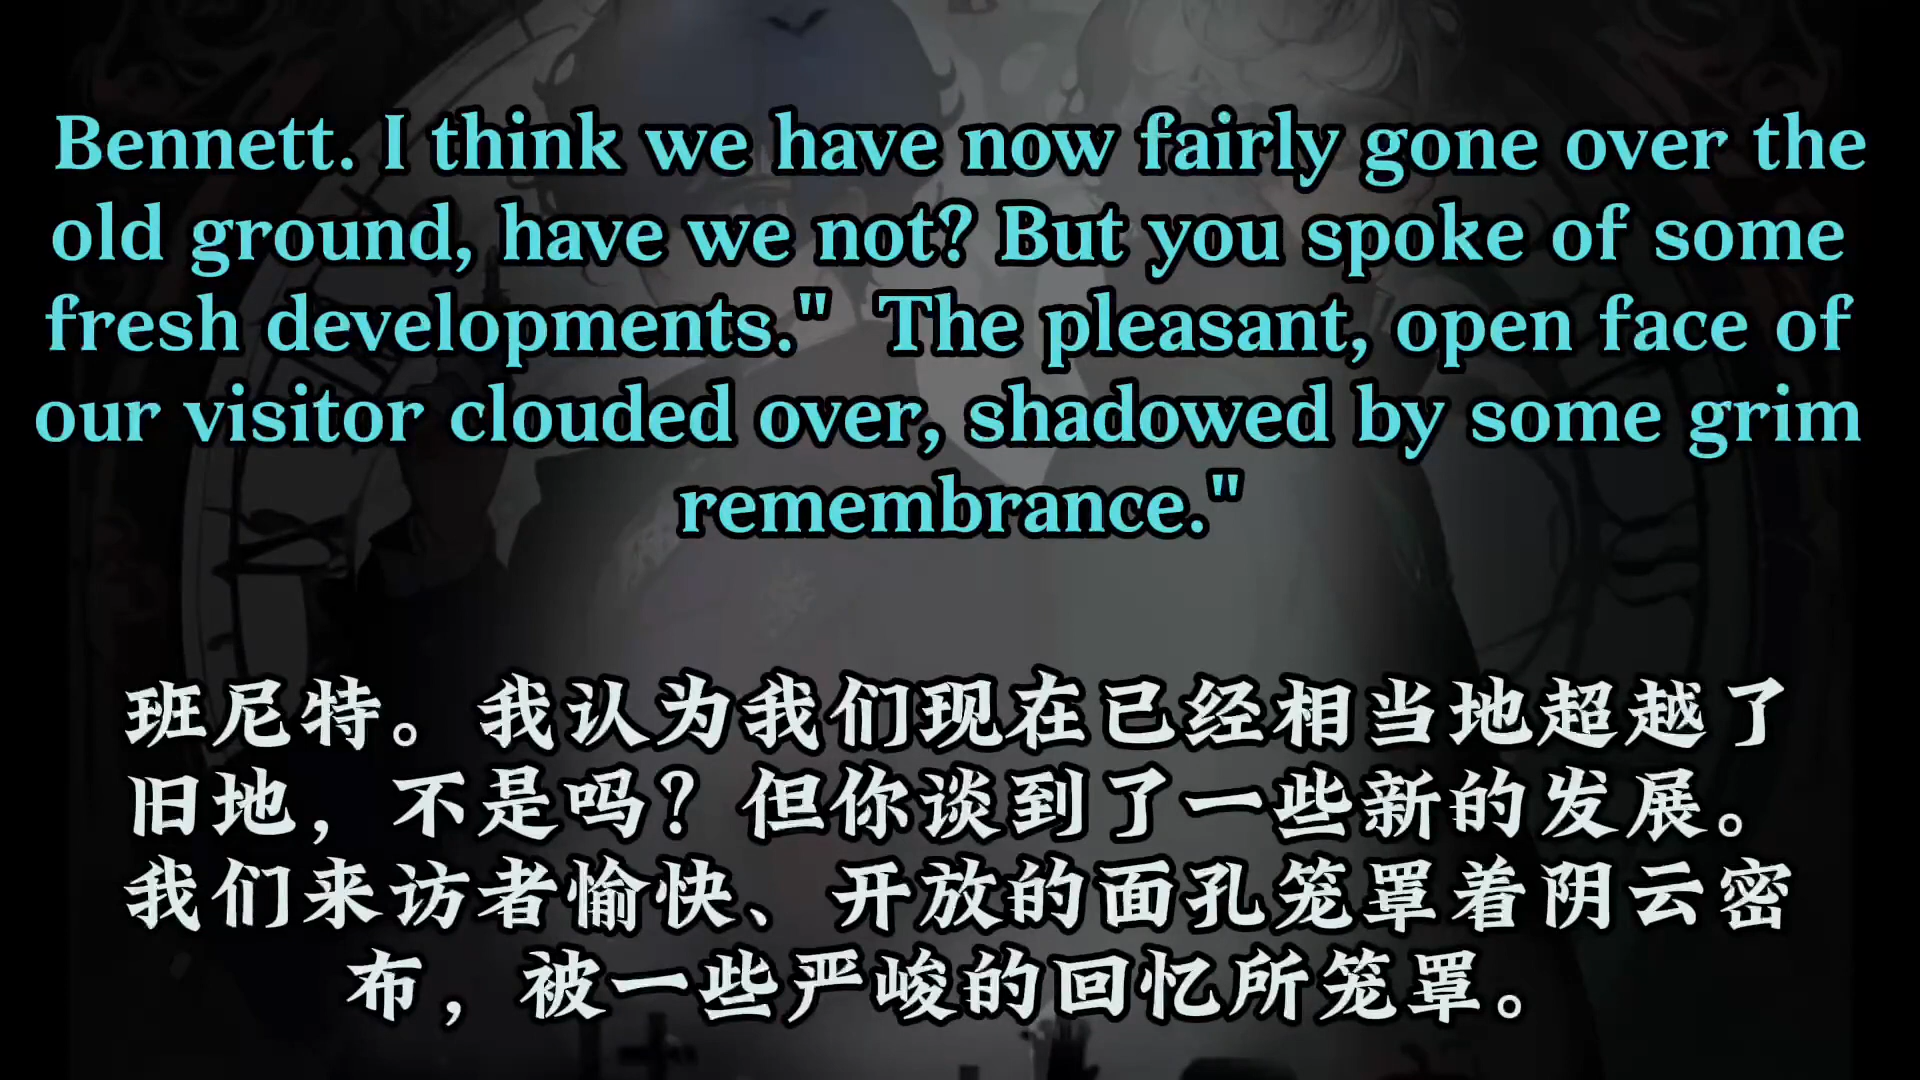 Bennett. I think we have now fairly gone over the
old ground, have we not? But you spoke of some
fresh developments." The pleasant, open face of
our visitor clouded over, shadowed by some grim
remembrance."
班尼特。我认为我们现在已经相当地超越了
旧地，不是吗？但你谈到了一些新的发展。
我们来访者愉快、开放的面孔笼罩着阴云密
布，被一些严峻的回忆所笼罩。